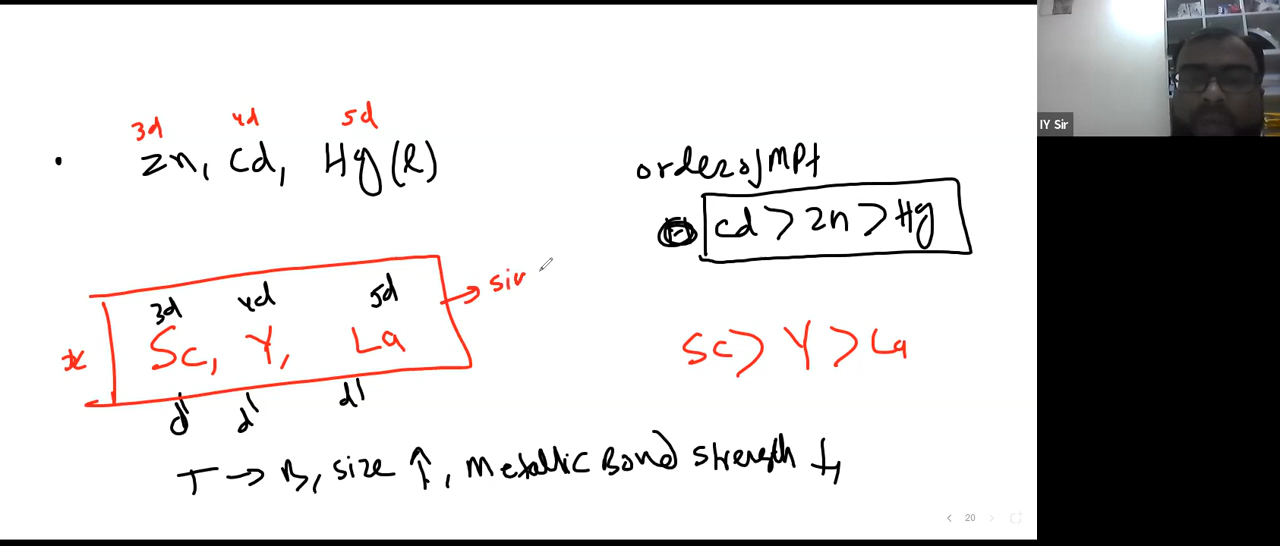 3d 4d 5d
• Zn, Cd, Hg(l)
order of MPt
Cd > Zn > Hg
3d 4d 5d
* Sc, Y, La
d1 d1 d1
→ sir
Sc > Y > La
T → B, size ↑, Metallic Bond strength ↓,
IY Sir
< 20 >